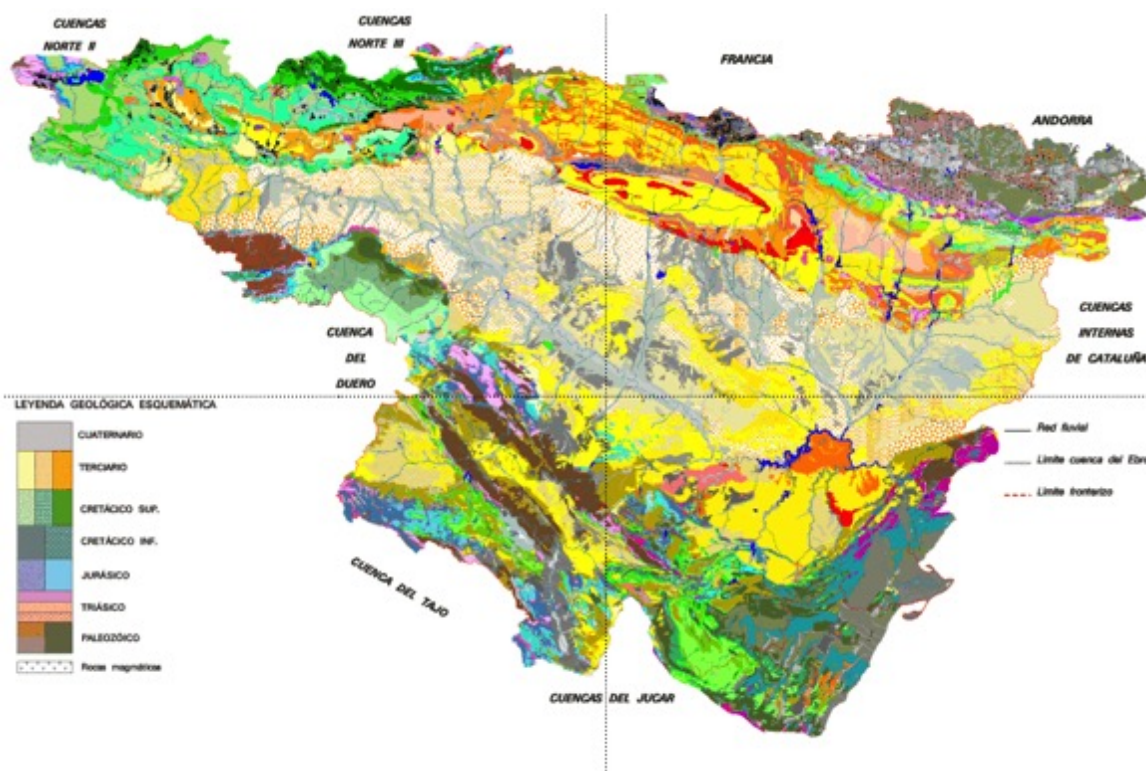 CUENCAS
NORTE II
CUENCAS
NORTE III
FRANCIA
ANDORRA
CUENCAS
INTERNAS
DE CATALUÑA
CUENCA
DEL
DUERO
LEYENDA GEOLÓGICA ESQUEMÁTICA
CUATERNARIO
TERCIARIO
CRETÁCICO SUP.
CRETÁCICO INF.
JURÁSICO
TRIÁSICO
PALEOZÓICO
Rocas magmáticas
Red fluvial
Limite cuenca del Ebro
Limite fronterizo
CUENCA DEL TAJO
CUENCAS DEL JUCAR